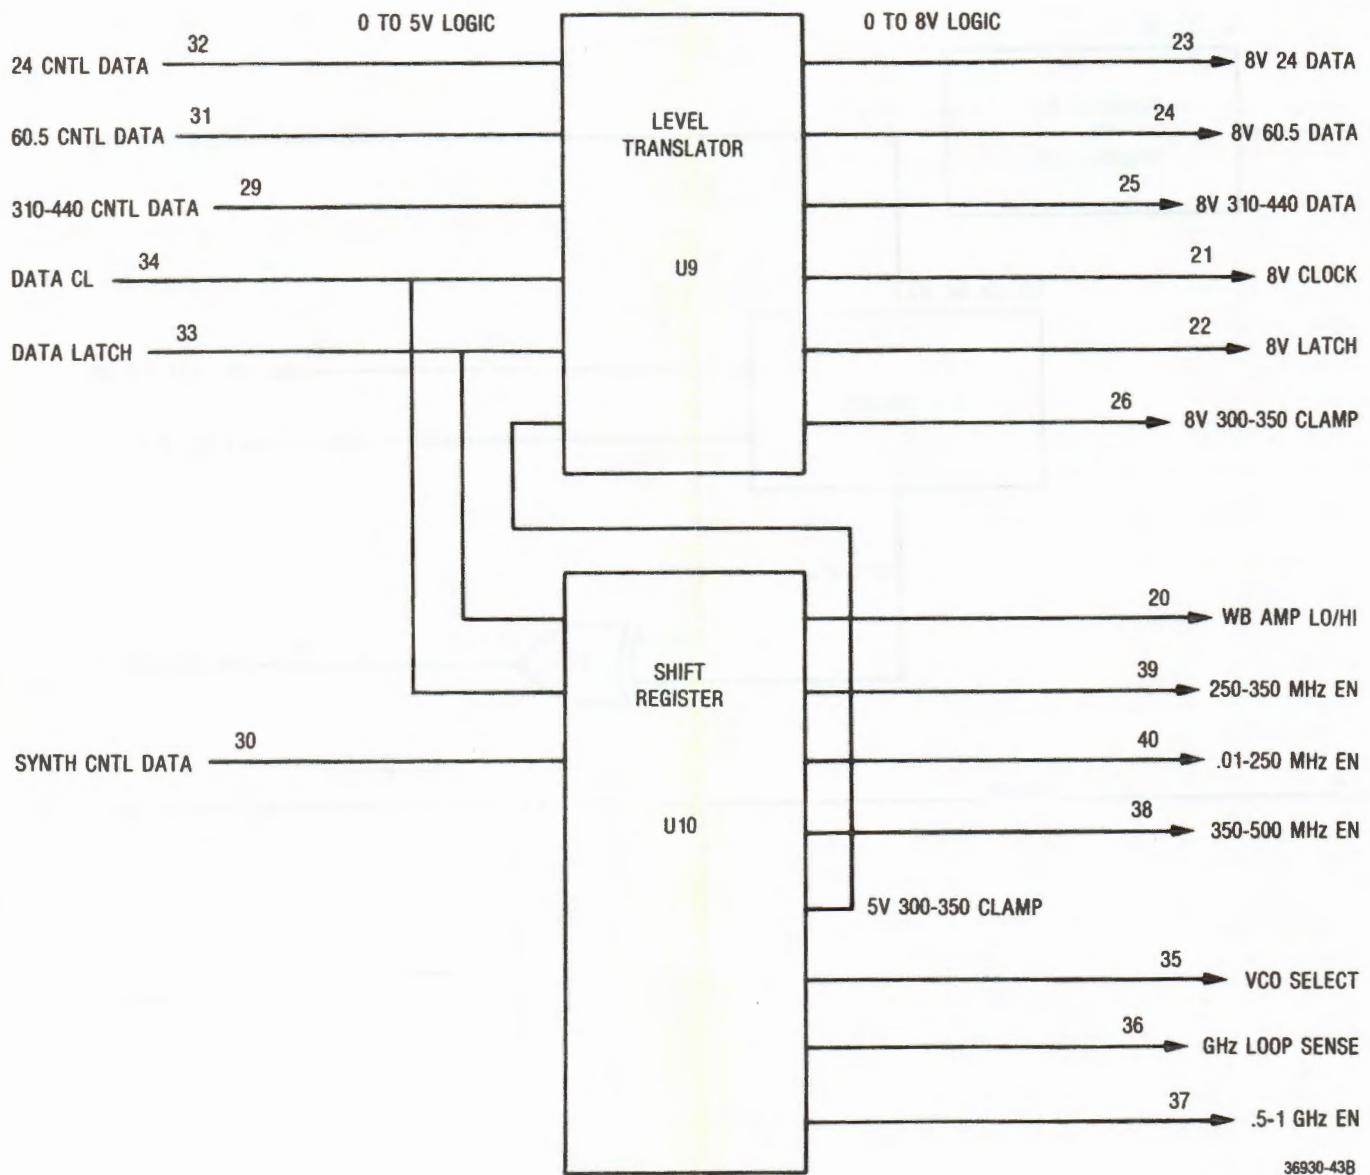 0 TO 5V LOGIC
0 TO 8V LOGIC
32
24 CNTL DATA
31
60.5 CNTL DATA
29
310-440 CNTL DATA
34
DATA CL
33
DATA LATCH
LEVEL
TRANSLATOR
U9
23
8V 24 DATA
24
8V 60.5 DATA
25
8V 310-440 DATA
21
8V CLOCK
22
8V LATCH
26
8V 300-350 CLAMP
30
SYNTH CNTL DATA
SHIFT
REGISTER
U10
20
WB AMP LO/HI
39
250-350 MHz EN
40
.01-250 MHz EN
38
350-500 MHz EN
5V 300-350 CLAMP
35
VCO SELECT
36
GHz LOOP SENSE
37
.5-1 GHz EN
36930-43B